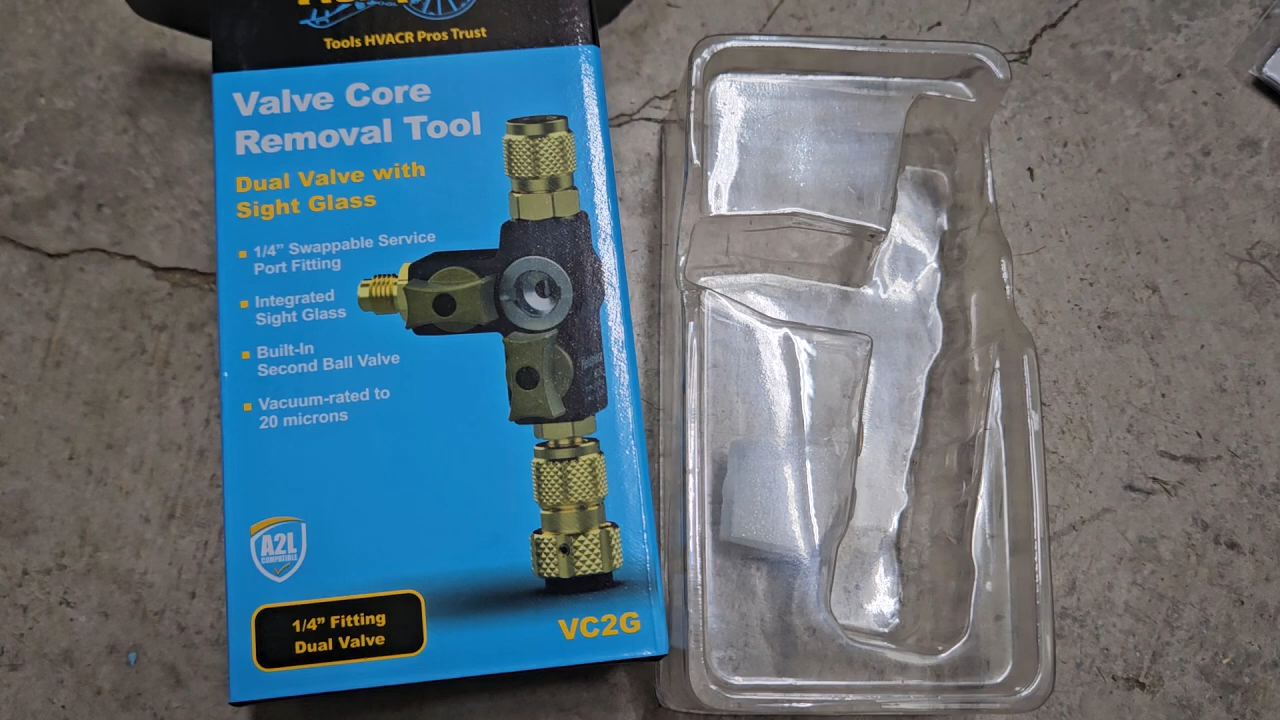 Tools HVACR Pros Trust
Valve Core
Removal Tool
Dual Valve with
Sight Glass
1/4" Swappable Service
Port Fitting
Integrated
Sight Glass
Built-In
Second Ball Valve
Vacuum-rated to
20 microns
A2L
COMPATIBLE
1/4" Fitting
Dual Valve
VC2G